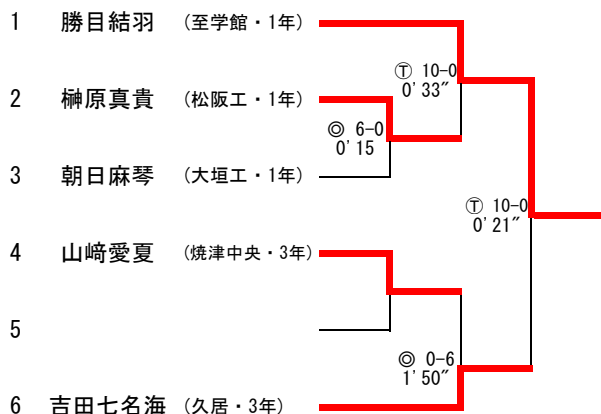 1 勝目結羽 (至学館・1年)
Ⓣ 10-0
0'33″
2 榊原真貴 (松阪工・1年)
◎ 6-0
0'15
3 朝日麻琴 (大垣工・1年)
Ⓣ 10-0
0'21″
4 山﨑愛夏 (焼津中央・3年)
5
◎ 0-6
1'50″
6 吉田七名海 (久居・3年)